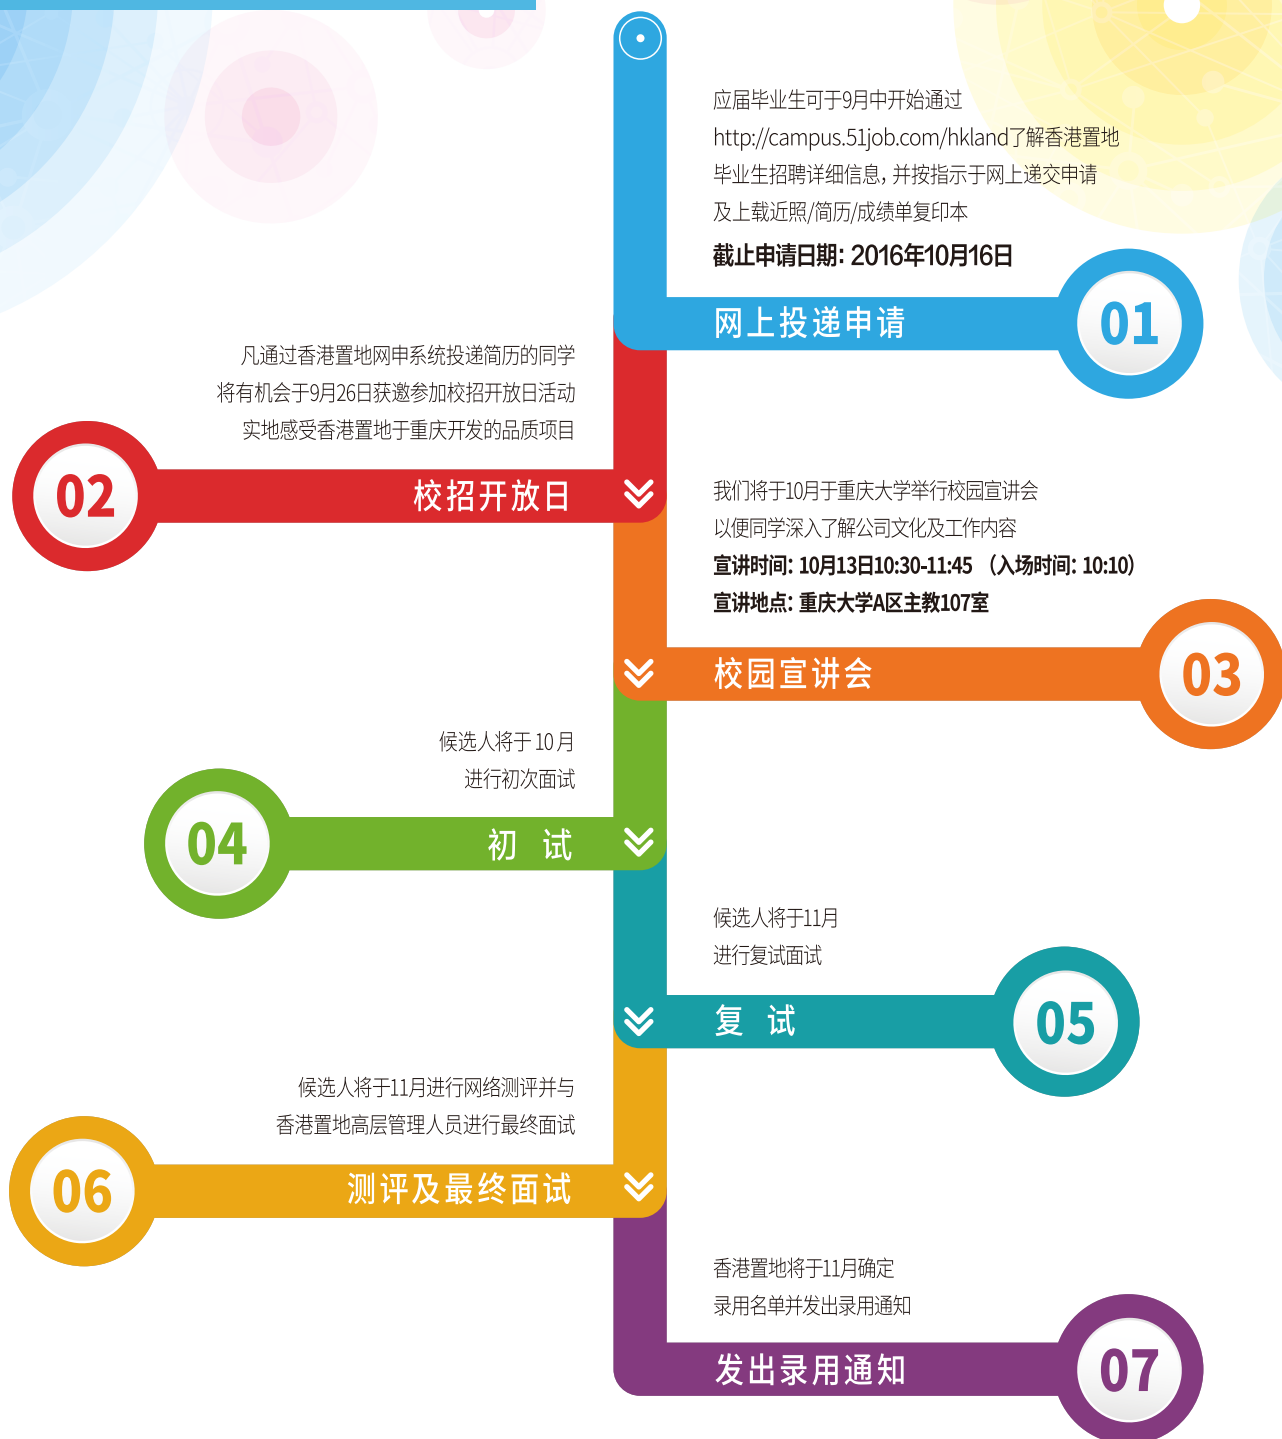 应届毕业生可于9月中开始通过
http://campus.51job.com/hkland了解香港置地
毕业生招聘详细信息，并按指示于网上递交申请
及上载近照/简历/成绩单复印本
截止申请日期：2016年10月16日
网上投递申请
01
凡通过香港置地网申系统投递简历的同学
将有机会于9月26日获邀参加校招开放日活动
实地感受香港置地于重庆开发的品质项目
02
校招开放日
我们将于10月于重庆大学举行校园宣讲会
以便同学深入了解公司文化及工作内容
宣讲时间：10月13日10:30-11:45 （入场时间：10:10）
宣讲地点：重庆大学A区主教107室
校园宣讲会
03
候选人将于 10 月
进行初次面试
04
初 试
候选人将于11月
进行复试面试
复 试
05
候选人将于11月进行网络测评并与
香港置地高层管理人员进行最终面试
06
测评及最终面试
香港置地将于11月确定
录用名单并发出录用通知
发出录用通知
07